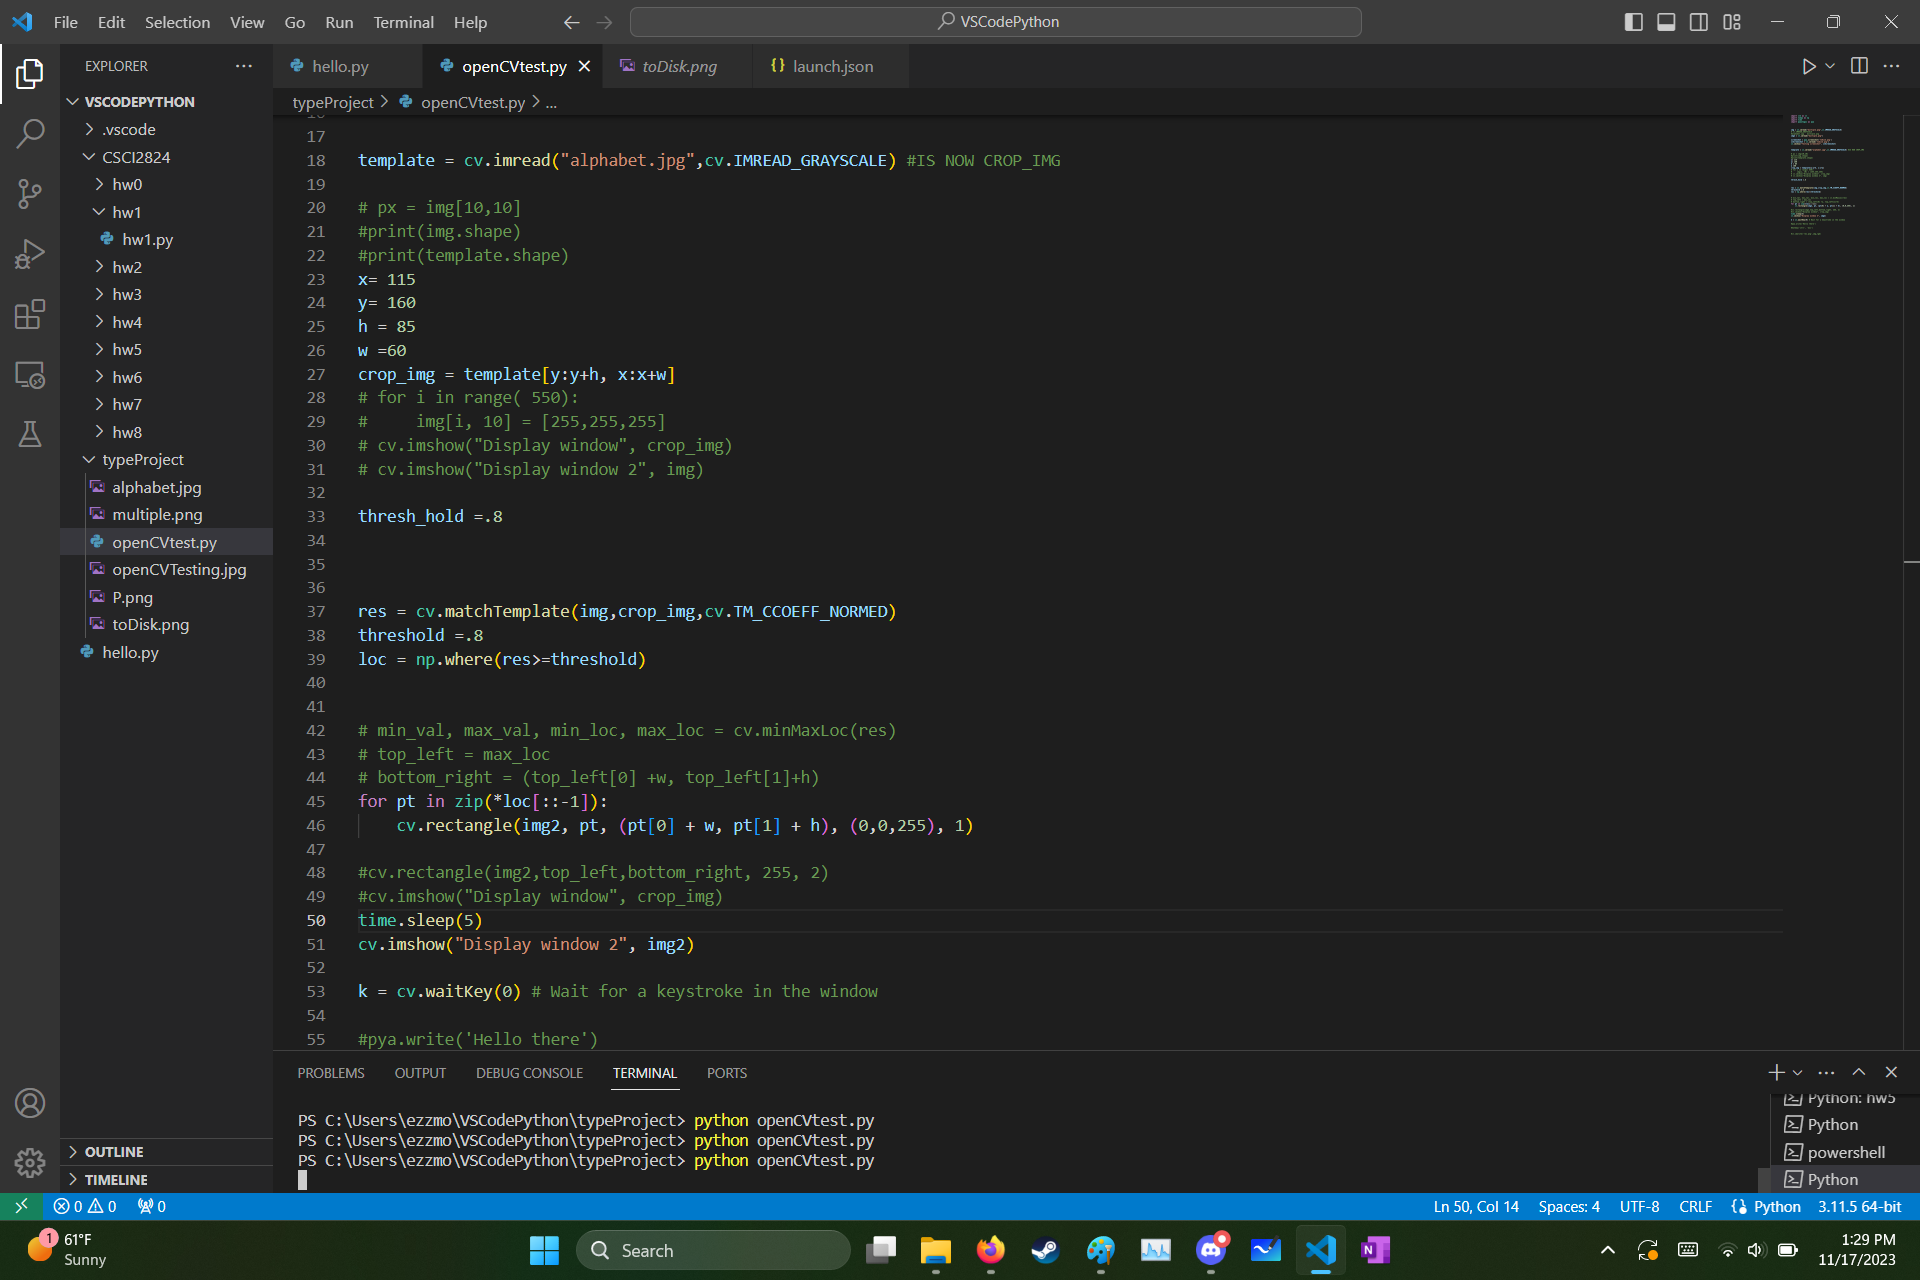 File Edit Selection View Go Run Terminal Help
VSCodePython
EXPLORER
hello.py
openCVtest.py
toDisk.png
launch.json
VSCODEPYTHON
typeProject > openCVtest.py > ...
.vscode
CSCI2824
hw0
hw1
hw1.py
hw2
hw3
hw4
hw5
hw6
hw7
hw8
typeProject
alphabet.jpg
multiple.png
openCVtest.py
openCVTesting.jpg
P.png
toDisk.png
hello.py
OUTLINE
TIMELINE
17
18 template = cv.imread("alphabet.jpg",cv.IMREAD_GRAYSCALE) #IS NOW CROP_IMG
19
20 # px = img[10,10]
21 #print(img.shape)
22 #print(template.shape)
23 x= 115
24 y= 160
25 h = 85
26 w =60
27 crop_img = template[y:y+h, x:x+w]
28 # for i in range( 550):
29 #     img[i, 10] = [255,255,255]
30 # cv.imshow("Display window", crop_img)
31 # cv.imshow("Display window 2", img)
32
33 thresh_hold =.8
34
35
36
37 res = cv.matchTemplate(img,crop_img,cv.TM_CCOEFF_NORMED)
38 threshold =.8
39 loc = np.where(res>=threshold)
40
41
42 # min_val, max_val, min_loc, max_loc = cv.minMaxLoc(res)
43 # top_left = max_loc
44 # bottom_right = (top_left[0] +w, top_left[1]+h)
45 for pt in zip(*loc[::-1]):
46     cv.rectangle(img2, pt, (pt[0] + w, pt[1] + h), (0,0,255), 1)
47
48 #cv.rectangle(img2,top_left,bottom_right, 255, 2)
49 #cv.imshow("Display window", crop_img)
50 time.sleep(5)
51 cv.imshow("Display window 2", img2)
52
53 k = cv.waitKey(0) # Wait for a keystroke in the window
54
55 #pya.write('Hello there')
PROBLEMS OUTPUT DEBUG CONSOLE TERMINAL PORTS
PS C:\Users\ezzmo\VSCodePython\typeProject> python openCVtest.py
PS C:\Users\ezzmo\VSCodePython\typeProject> python openCVtest.py
PS C:\Users\ezzmo\VSCodePython\typeProject> python openCVtest.py
Python: hw5
Python
powershell
Python
0 0 0
Ln 50, Col 14 Spaces: 4 UTF-8 CRLF Python 3.11.5 64-bit
1
61°F
Sunny
Search
1:29 PM
11/17/2023